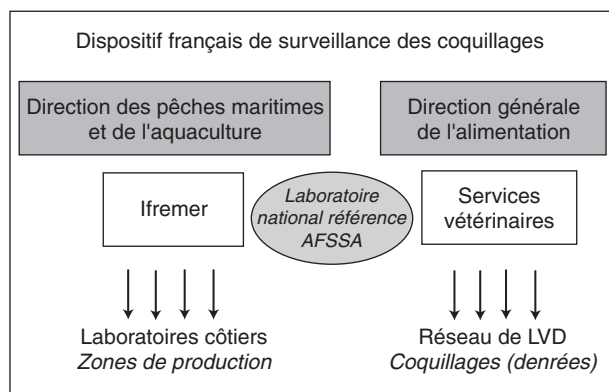 Dispositif français de surveillance des coquillages
Direction des pêches maritimes
et de l'aquaculture
Direction générale
de l'alimentation
Ifremer
Laboratoire
national référence
AFSSA
Services
vétérinaires
Laboratoires côtiers
Zones de production
Réseau de LVD
Coquillages (denrées)